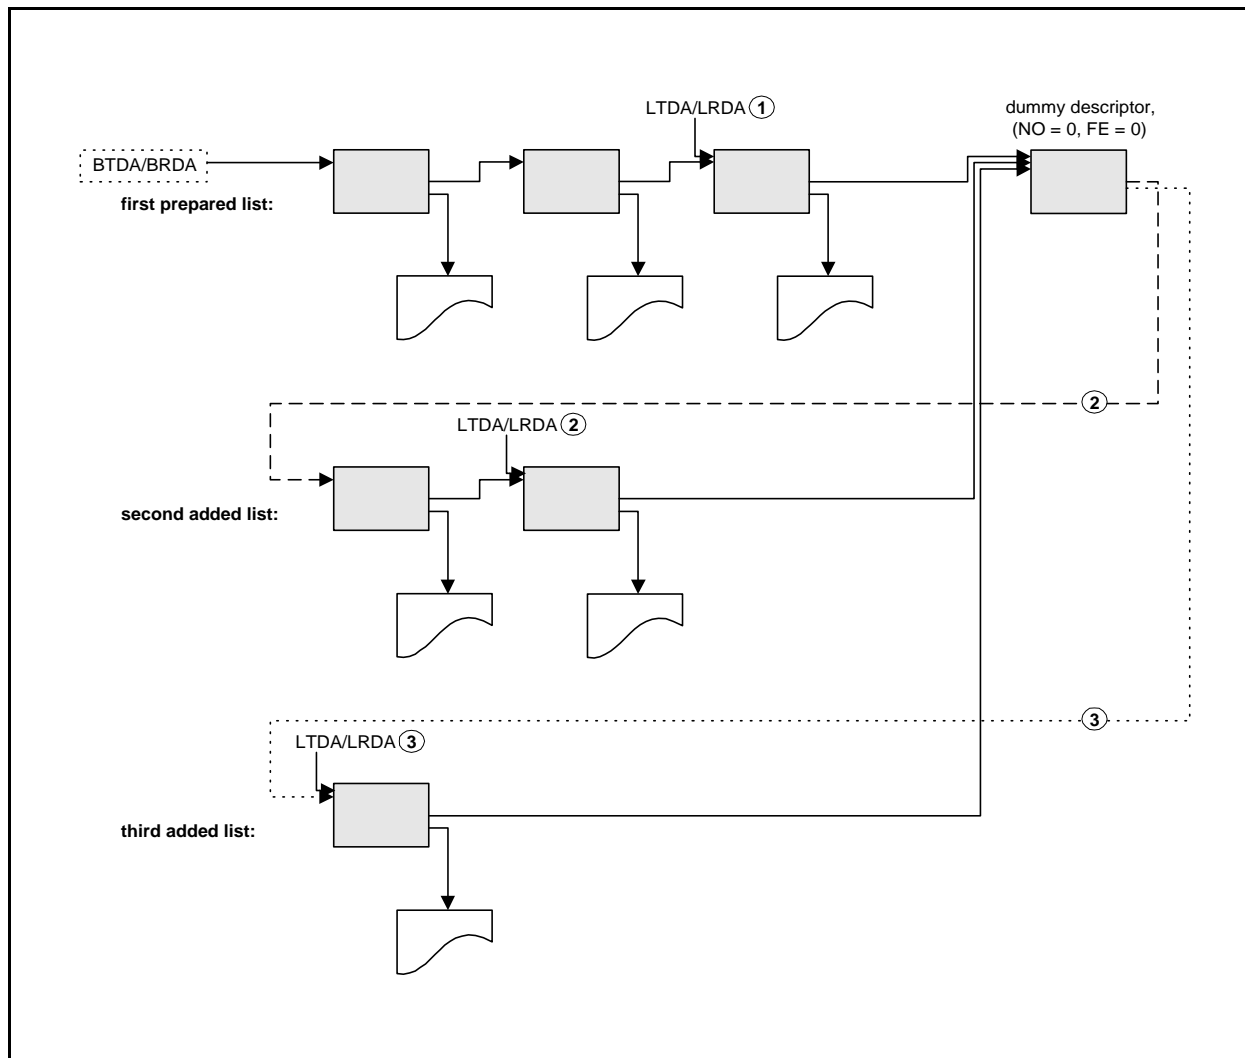 LTDA/LRDA 1
dummy descriptor,
(NO = 0, FE = 0)
BTDA/BRDA
first prepared list:
2
LTDA/LRDA 2
second added list:
3
LTDA/LRDA 3
third added list: